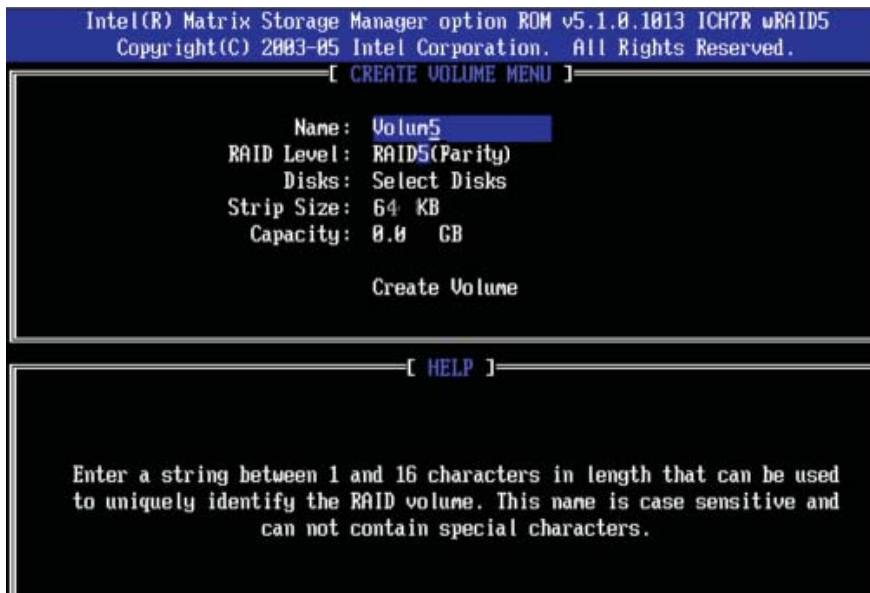 Intel(R) Matrix Storage Manager option ROM v5.1.0.1013 ICH7R wRAID5
Copyright(C) 2003-05 Intel Corporation. All Rights Reserved.
[ CREATE VOLUME MENU ]
Name: Volum5
RAID Level: RAID5(Parity)
Disks: Select Disks
Strip Size: 64 KB
Capacity: 0.0 GB
Create Volume
[ HELP ]
Enter a string between 1 and 16 characters in length that can be used
to uniquely identify the RAID volume. This name is case sensitive and
can not contain special characters.